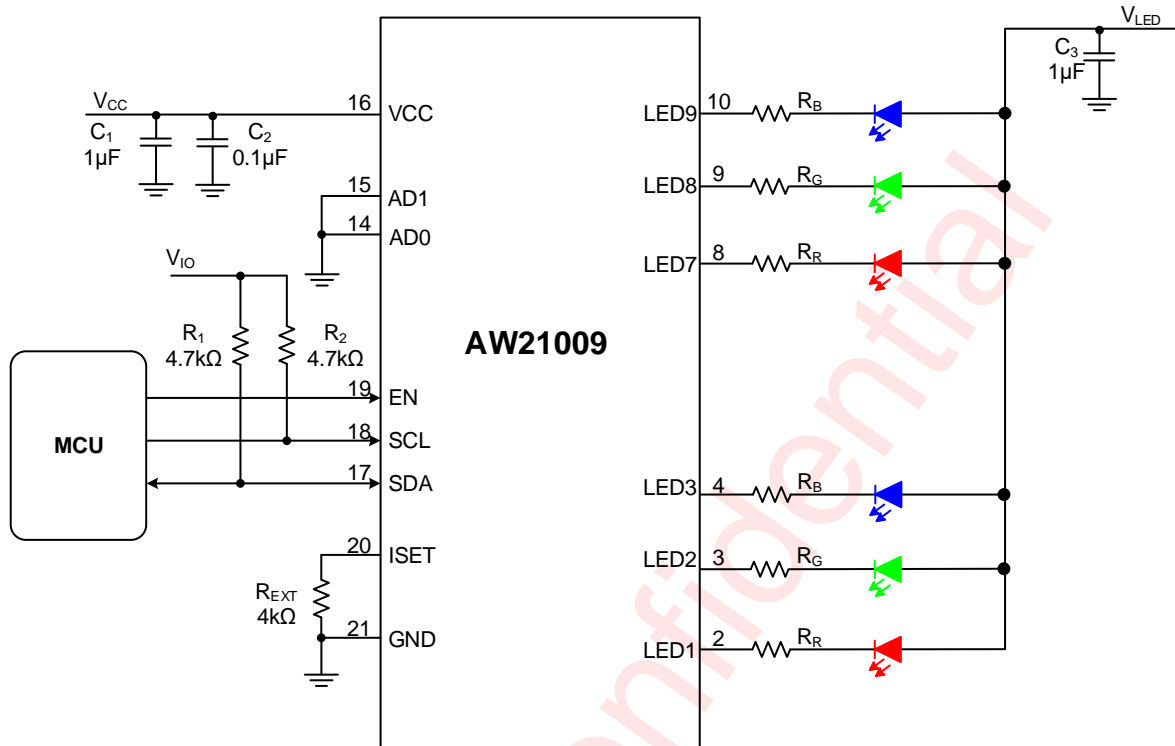 VLED
C3
1µF
VCC
C1
1µF
C2
0.1µF
16
VCC
15
AD1
14
AD0
VIO
R1
4.7kΩ
R2
4.7kΩ
MCU
19
EN
18
SCL
17
SDA
20
ISET
REXT
4kΩ
21
GND
AW21009
LED9
10
RB
LED8
9
RG
LED7
8
RR
LED3
4
RB
LED2
3
RG
LED1
2
RR
nfidential